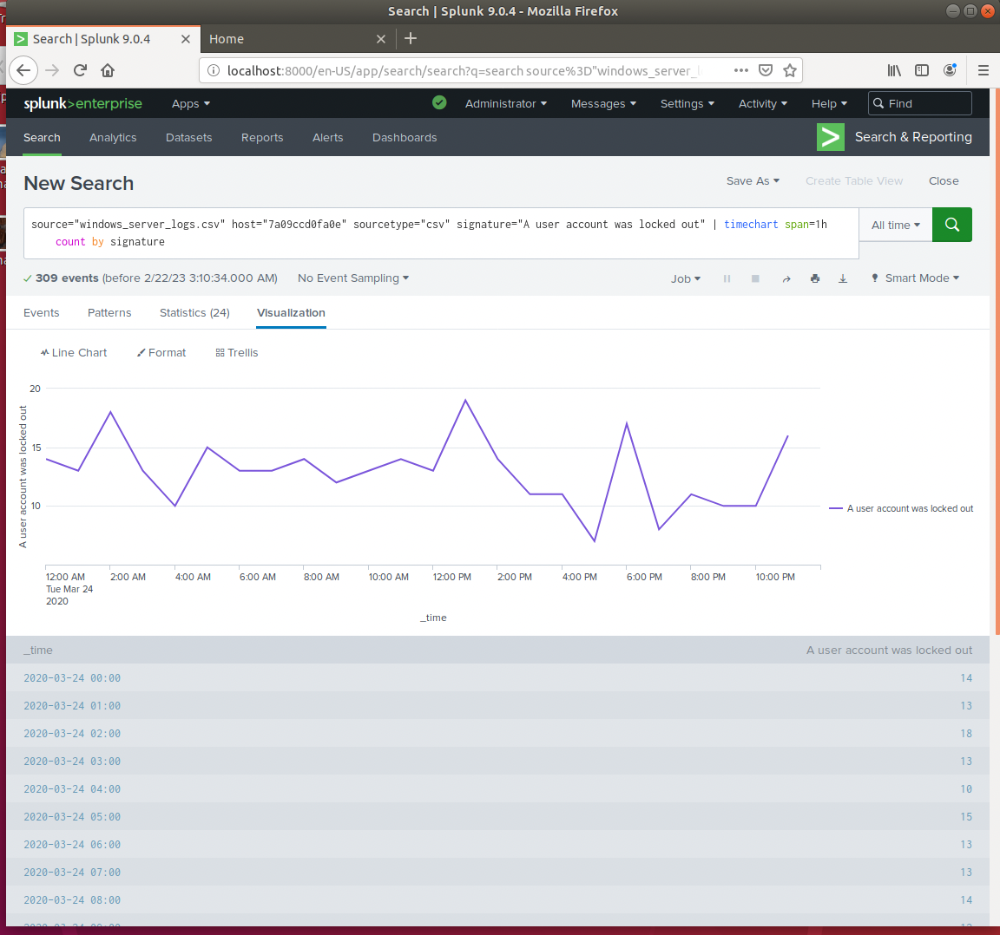 Search | Splunk 9.0.4 - Mozilla Firefox
Search | Splunk 9.0.4
Home
localhost:8000/en-US/app/search/search?q=search source%3D"windows_server_l
splunk>enterprise
Apps
Administrator
Messages
Settings
Activity
Help
Find
Search
Analytics
Datasets
Reports
Alerts
Dashboards
Search & Reporting
New Search
Save As
Create Table View
Close
source="windows_server_logs.csv" host="7a09ccd0fa0e" sourcetype="csv" signature="A user account was locked out" | timechart span=1h
count by signature
All time
309 events (before 2/22/23 3:10:34.000 AM)
No Event Sampling
Job
Smart Mode
Events
Patterns
Statistics (24)
Visualization
Line Chart
Format
Trellis
A user account was locked out
20
15
10
A user account was locked out
12:00 AM
Tue Mar 24
2020
2:00 AM
4:00 AM
6:00 AM
8:00 AM
10:00 AM
12:00 PM
2:00 PM
4:00 PM
6:00 PM
8:00 PM
10:00 PM
_time
_time A user account was locked out
2020-03-24 00:00 14
2020-03-24 01:00 13
2020-03-24 02:00 18
2020-03-24 03:00 13
2020-03-24 04:00 10
2020-03-24 05:00 15
2020-03-24 06:00 13
2020-03-24 07:00 13
2020-03-24 08:00 14